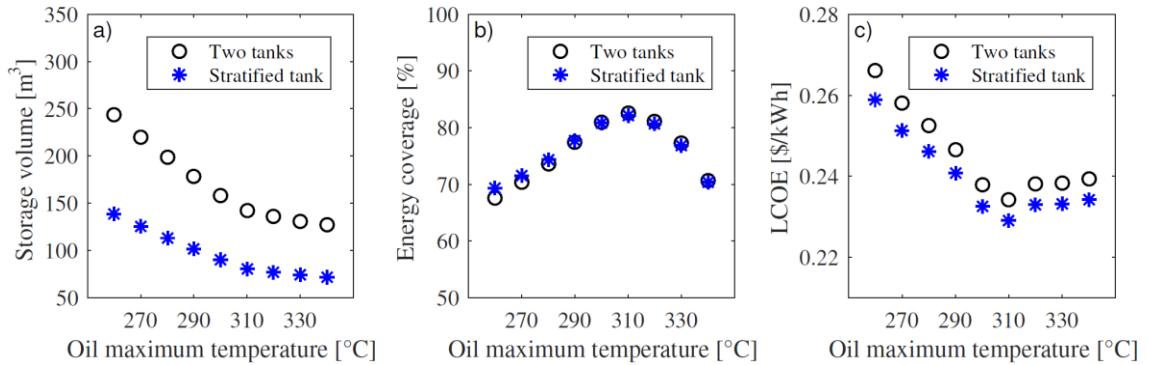 a)
Two tanks
Stratified tank
Storage volume [m³]
350
300
250
200
150
100
50
270 290 310 330
Oil maximum temperature [°C]
b)
Two tanks
Stratified tank
Energy coverage [%]
100
90
80
70
60
50
270 290 310 330
Oil maximum temperature [°C]
c)
Two tanks
Stratified tank
LCOE [$/kWh]
0.28
0.26
0.24
0.22
270 290 310 330
Oil maximum temperature [°C]